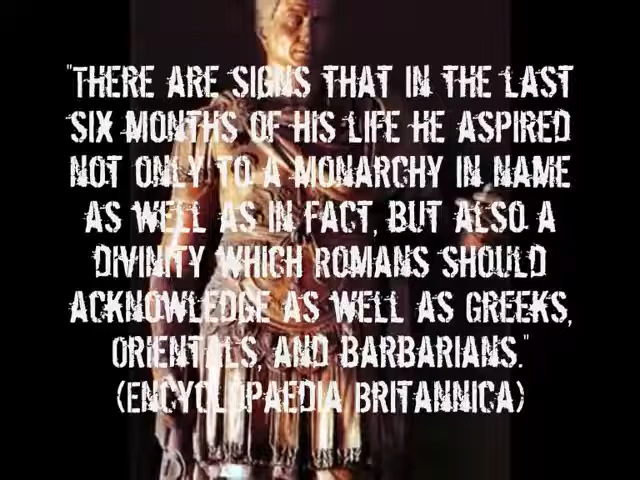 "THERE ARE SIGNS THAT IN THE LAST
SIX MONTHS OF HIS LIFE HE ASPIRED
NOT ONLY TO A MONARCHY IN NAME
AS WELL AS IN FACT, BUT ALSO A
DIVINITY WHICH ROMANS SHOULD
ACKNOWLEDGE AS WELL AS GREEKS,
ORIENTALS, AND BARBARIANS."
(ENCYCLOPAEDIA BRITANNICA)